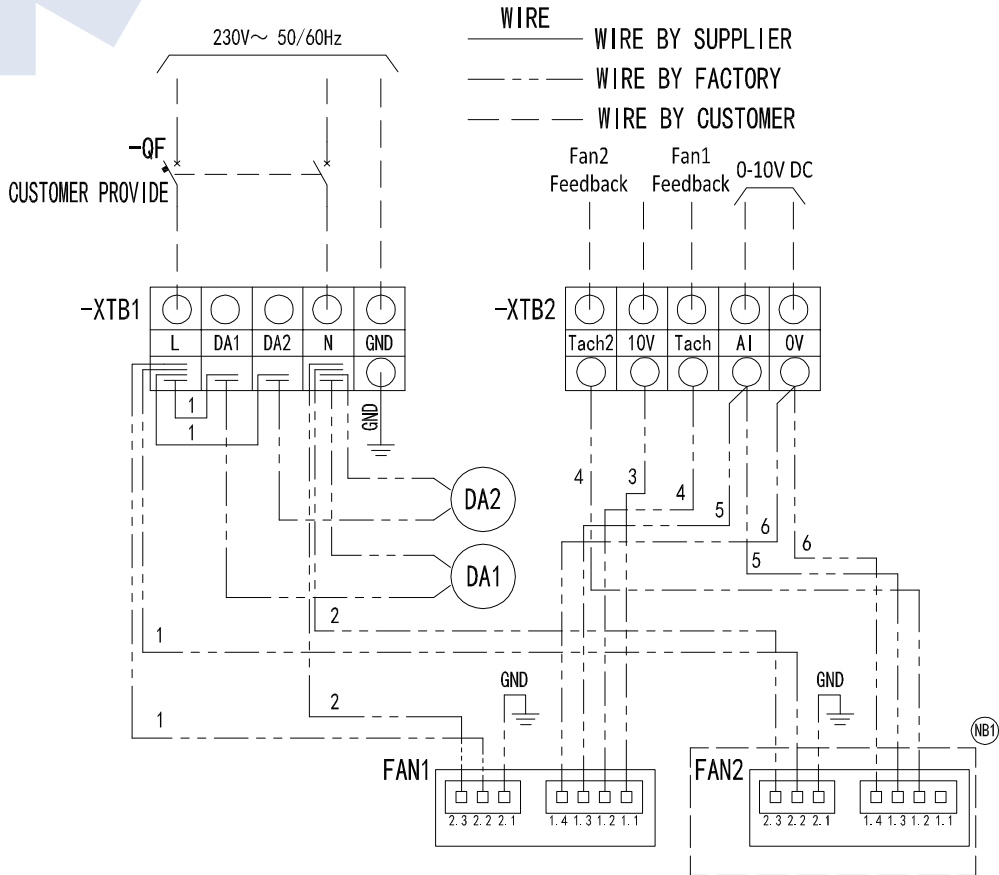 WIRE
230V～ 50/60Hz
WIRE BY SUPPLIER
WIRE BY FACTORY
WIRE BY CUSTOMER
-QF
CUSTOMER PROVIDE
Fan2 Feedback
Fan1 Feedback
0-10V DC
-XTB1
L DA1 DA2 N GND
-XTB2
Tach2 10V Tach AI 0V
1
1
GND
DA2
DA1
4
3
4
5
6
5
6
1
2
1
2
GND
GND
NB1
FAN1
2.3 2.2 2.1
1.4 1.3 1.2 1.1
FAN2
2.3 2.2 2.1
1.4 1.3 1.2 1.1